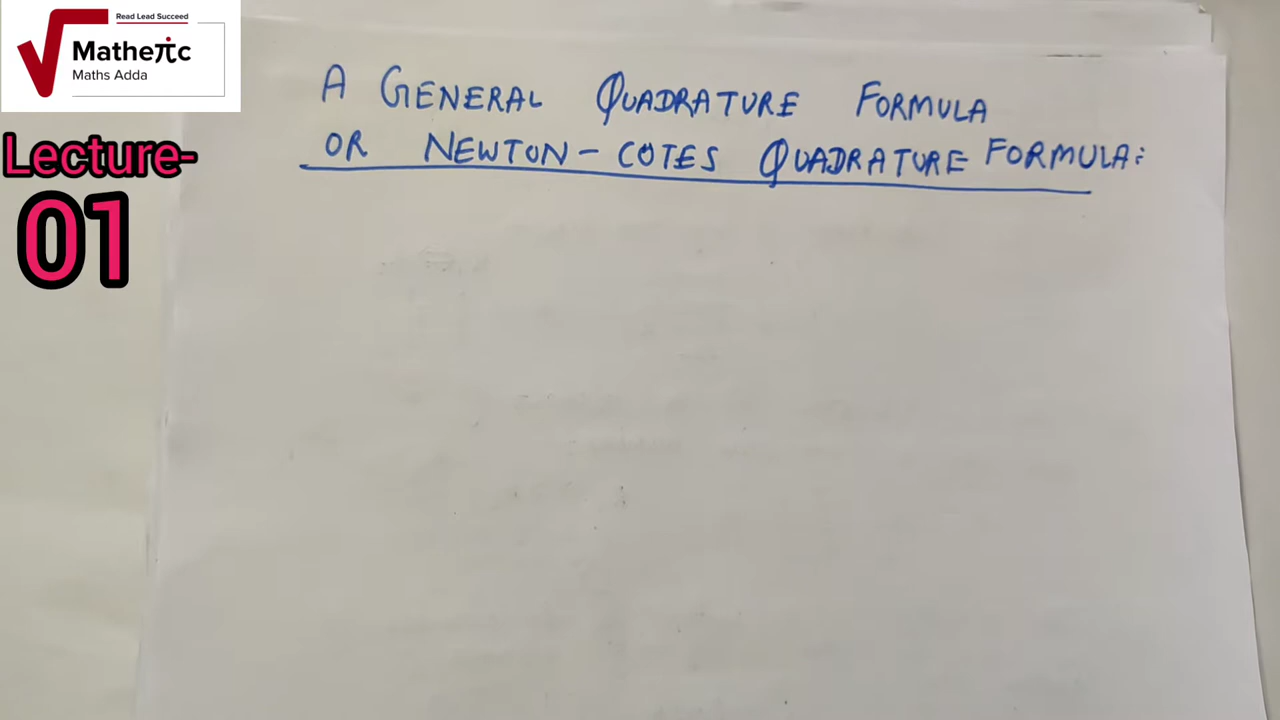 Read Lead Succeed
Matheπc
Maths Adda
Lecture-
01
A GENERAL QUADRATURE FORMULA
OR NEWTON-COTES QUADRATURE FORMULA: